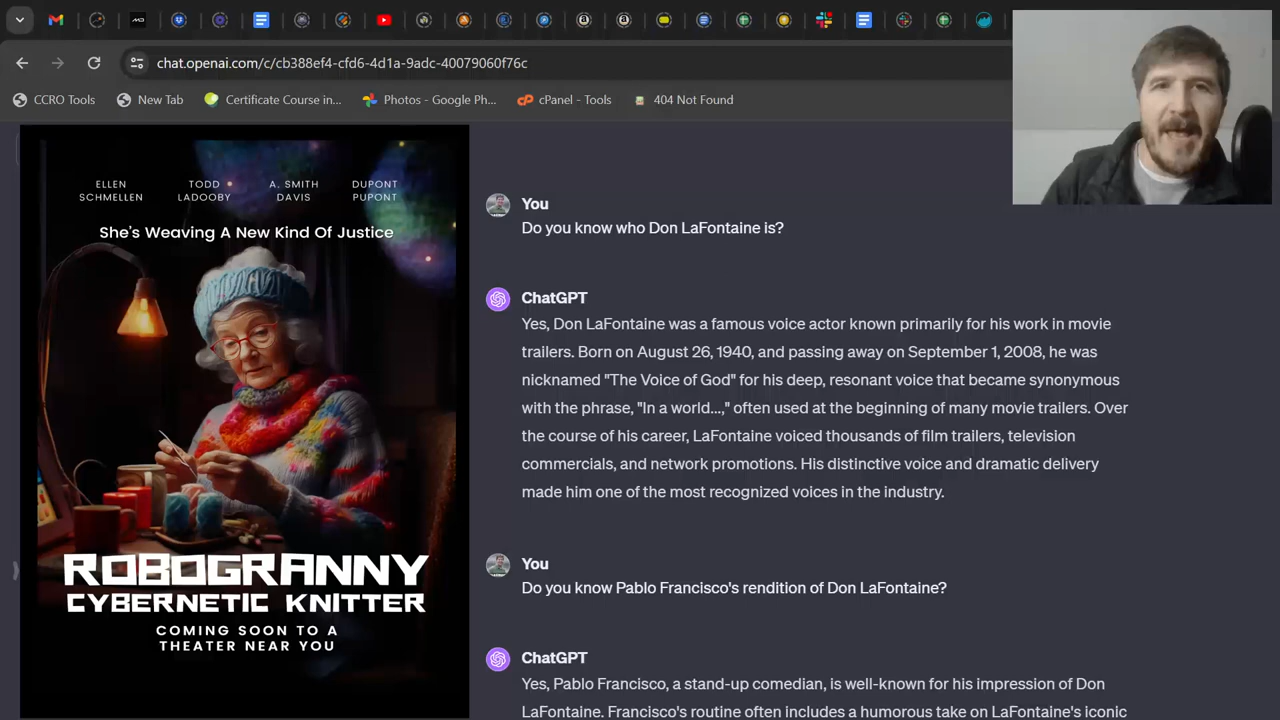 chat.openai.com/c/cb388ef4-cfd6-4d1a-9adc-40079060f76c
CCRO Tools
New Tab
Certificate Course in...
Photos - Google Ph...
cPanel - Tools
404 Not Found
ELLEN
SCHMELLEN
TODD
LADOOBY
A. SMITH
DAVIS
DUPONT
PUPONT
She's Weaving A New Kind Of Justice
ROBOGRANNY
CYBERNETIC KNITTER
COMING SOON TO A
THEATER NEAR YOU
You
Do you know who Don LaFontaine is?
ChatGPT
Yes, Don LaFontaine was a famous voice actor known primarily for his work in movie
trailers. Born on August 26, 1940, and passing away on September 1, 2008, he was
nicknamed "The Voice of God" for his deep, resonant voice that became synonymous
with the phrase, "In a world...," often used at the beginning of many movie trailers. Over
the course of his career, LaFontaine voiced thousands of film trailers, television
commercials, and network promotions. His distinctive voice and dramatic delivery
made him one of the most recognized voices in the industry.
You
Do you know Pablo Francisco's rendition of Don LaFontaine?
ChatGPT
Yes, Pablo Francisco, a stand-up comedian, is well-known for his impression of Don
LaFontaine. Francisco's routine often includes a humorous take on LaFontaine's iconic